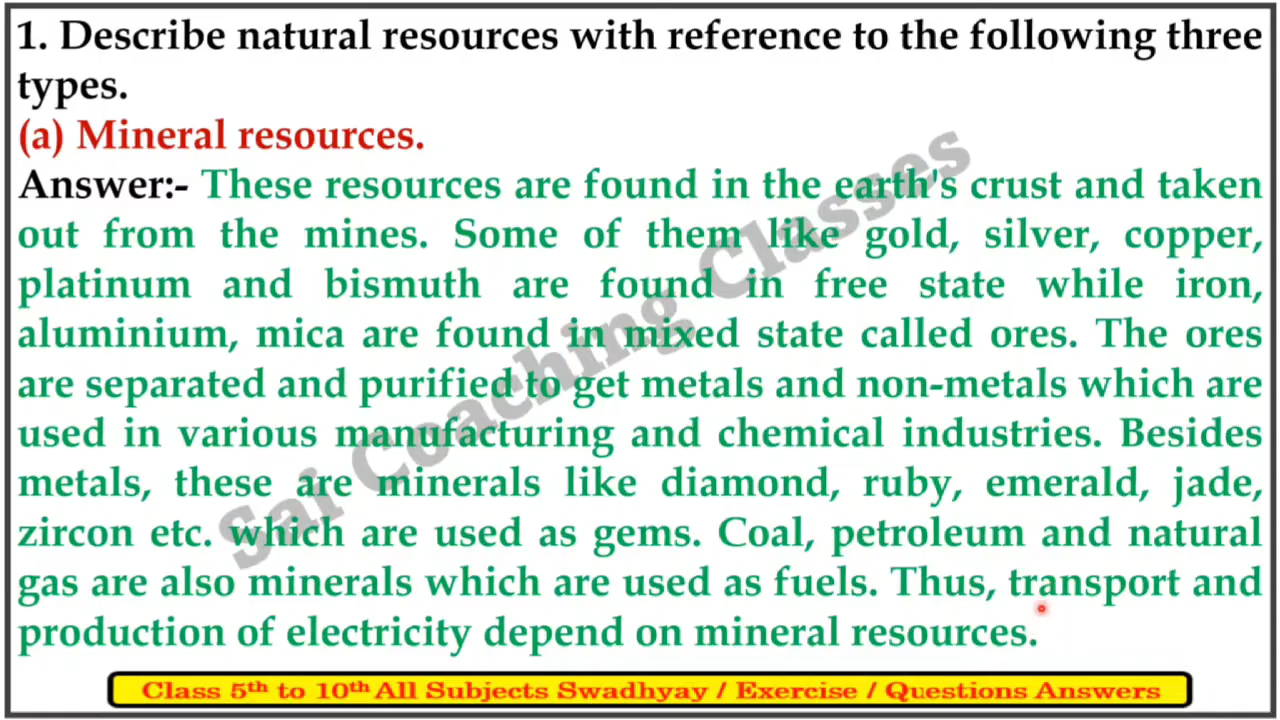 1. Describe natural resources with reference to the following three
types.
(a) Mineral resources.
Answer:- These resources are found in the earth's crust and taken
out from the mines. Some of them like gold, silver, copper,
platinum and bismuth are found in free state while iron,
aluminium, mica are found in mixed state called ores. The ores
are separated and purified to get metals and non-metals which are
used in various manufacturing and chemical industries. Besides
metals, these are minerals like diamond, ruby, emerald, jade,
zircon etc. which are used as gems. Coal, petroleum and natural
gas are also minerals which are used as fuels. Thus, transport and
production of electricity depend on mineral resources.
Sai Coaching Classes
Class 5th to 10th All Subjects Swadhyay / Exercise / Questions Answers